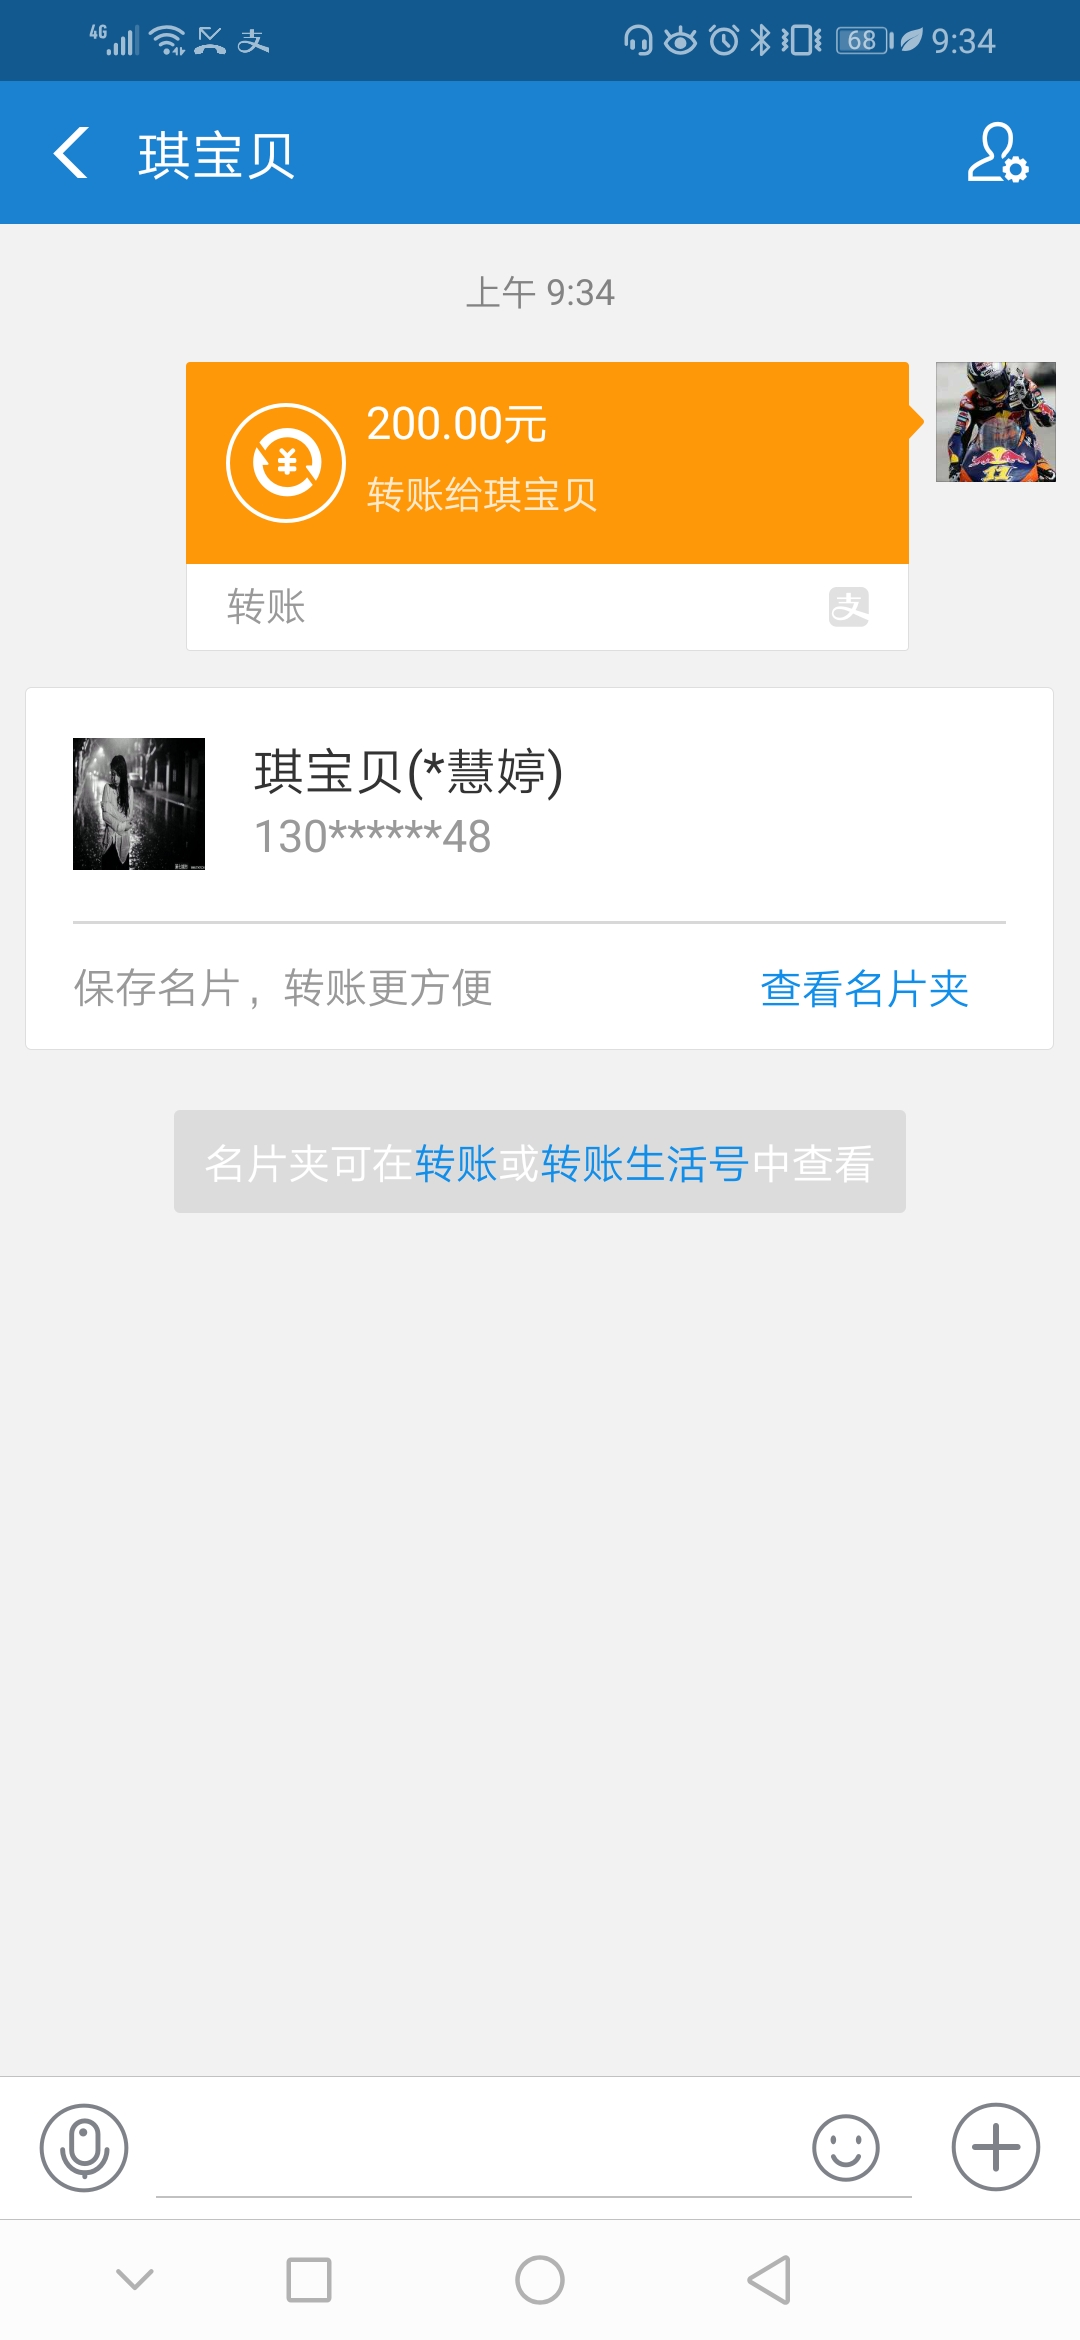 4G 68 9:34
琪宝贝
上午 9:34
200.00元
转账给琪宝贝
转账
支
琪宝贝(*慧婷)
130******48
保存名片，转账更方便 查看名片夹
名片夹可在转账或转账生活号中查看